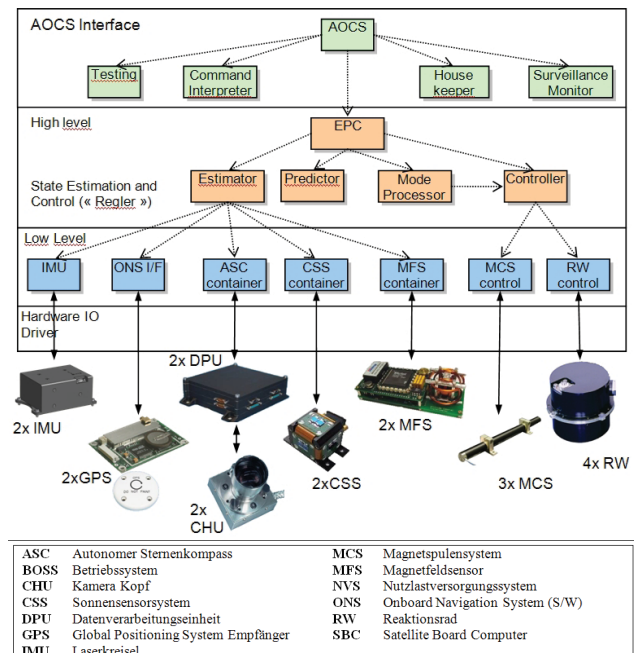 AOCS Interface
AOCS
Testing
Command
Interpreter
House
keeper
Surveillance
Monitor
High level
EPC
State Estimation and
Control (« Regler »)
Estimator
Predictor
Mode
Processor
Controller
Low Level
IMU
ONS I/F
ASC
container
CSS
container
MFS
container
MCS
control
RW
control
Hardware IO
Driver
2x DPU
2x IMU
2xGPS
2x
CHU
2xCSS
2x MFS
3x MCS
4x RW
ASC Autonomer Sternenkompass
BOSS Betriebssystem
CHU Kamera Kopf
CSS Sonnensensorsystem
DPU Datenverarbeitungseinheit
GPS Global Positioning System Empfänger
IMU Laserkreisel
MCS Magnetspulensystem
MFS Magnetfeldsensor
NVS Nutzlastversorgungssystem
ONS Onboard Navigation System (S/W)
RW Reaktionsrad
SBC Satellite Board Computer